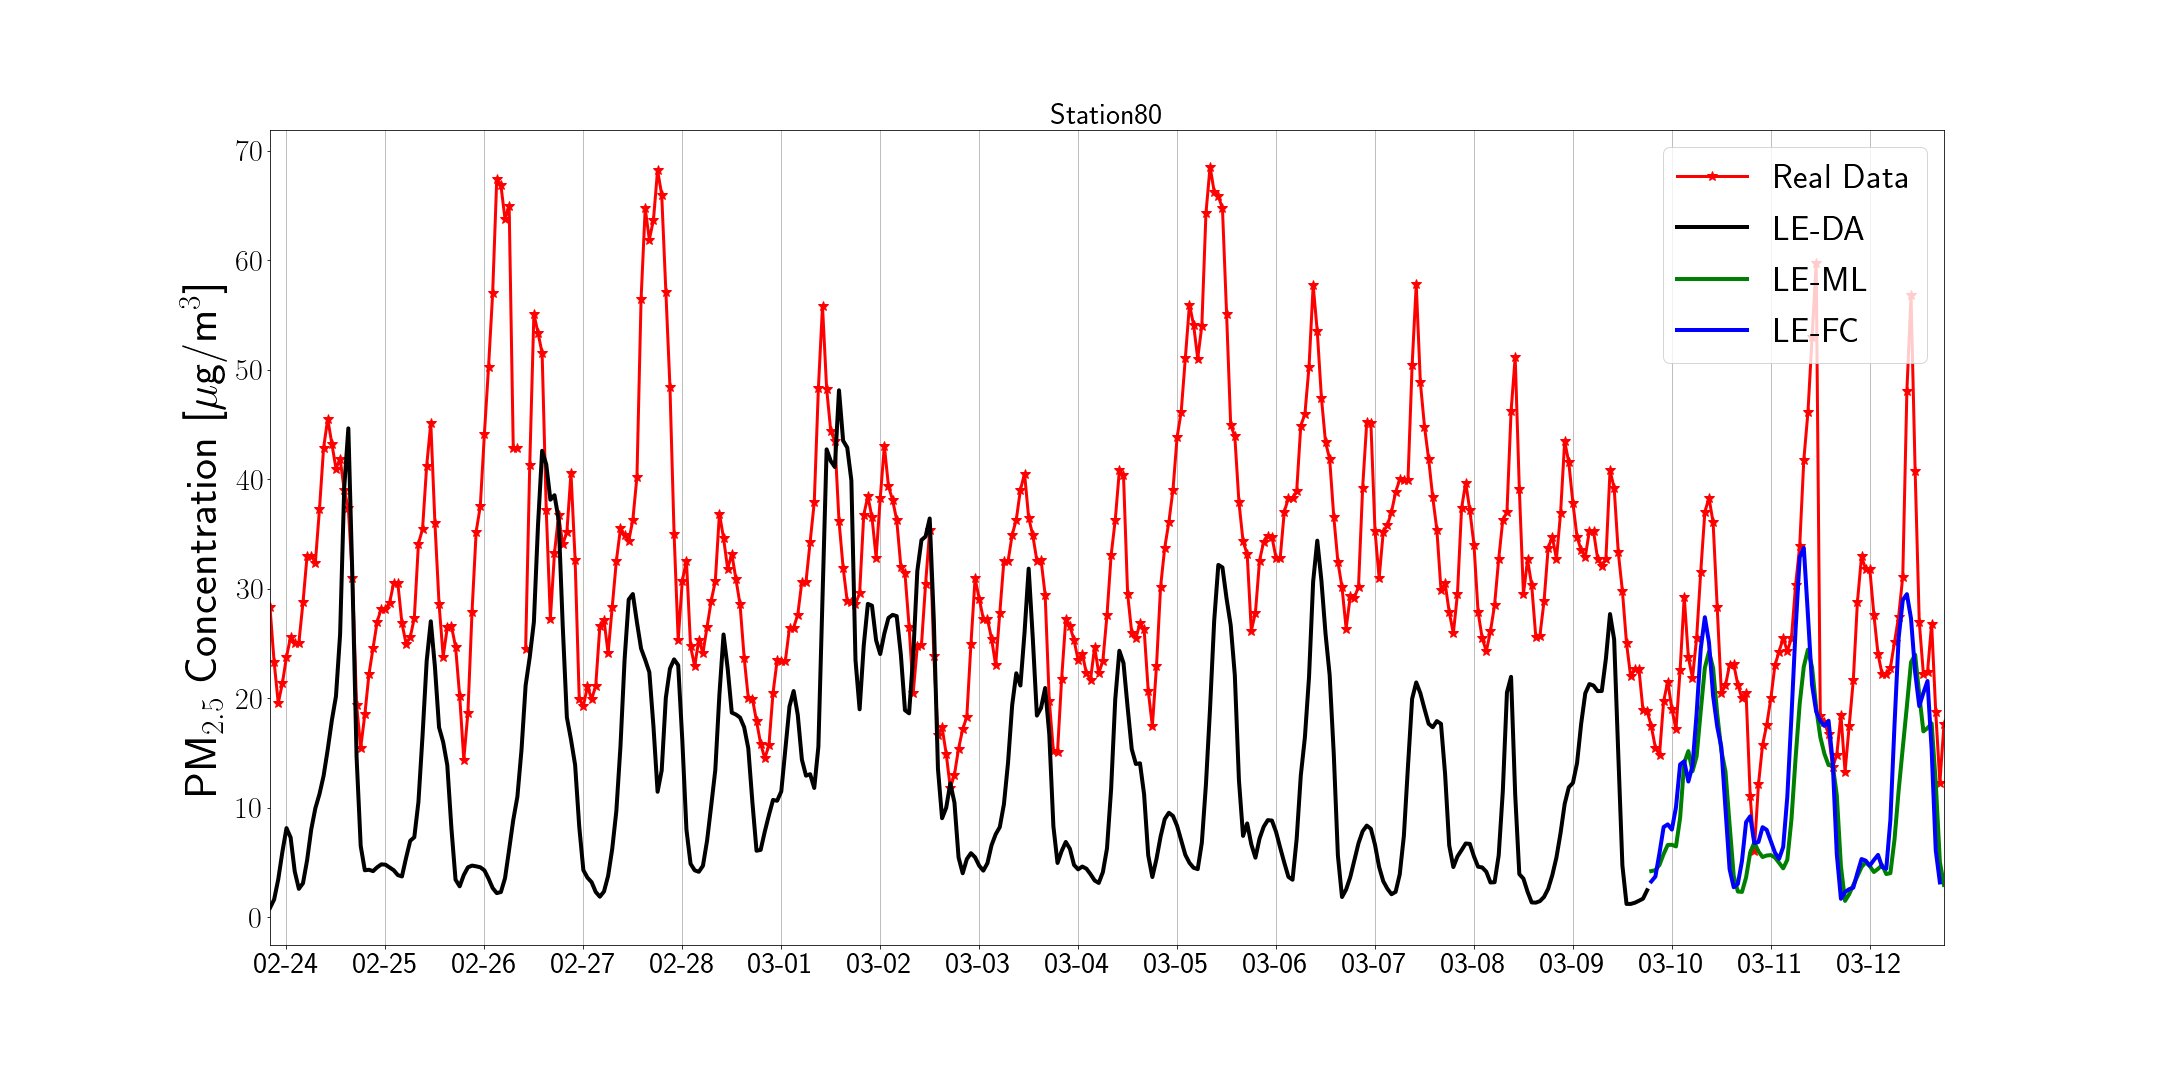 Station80
PM2.5 Concentration [μg/m³]
70
60
50
40
30
20
10
0
Real Data
LE-DA
LE-ML
LE-FC
02-24 02-25 02-26 02-27 02-28 03-01 03-02 03-03 03-04 03-05 03-06 03-07 03-08 03-09 03-10 03-11 03-12